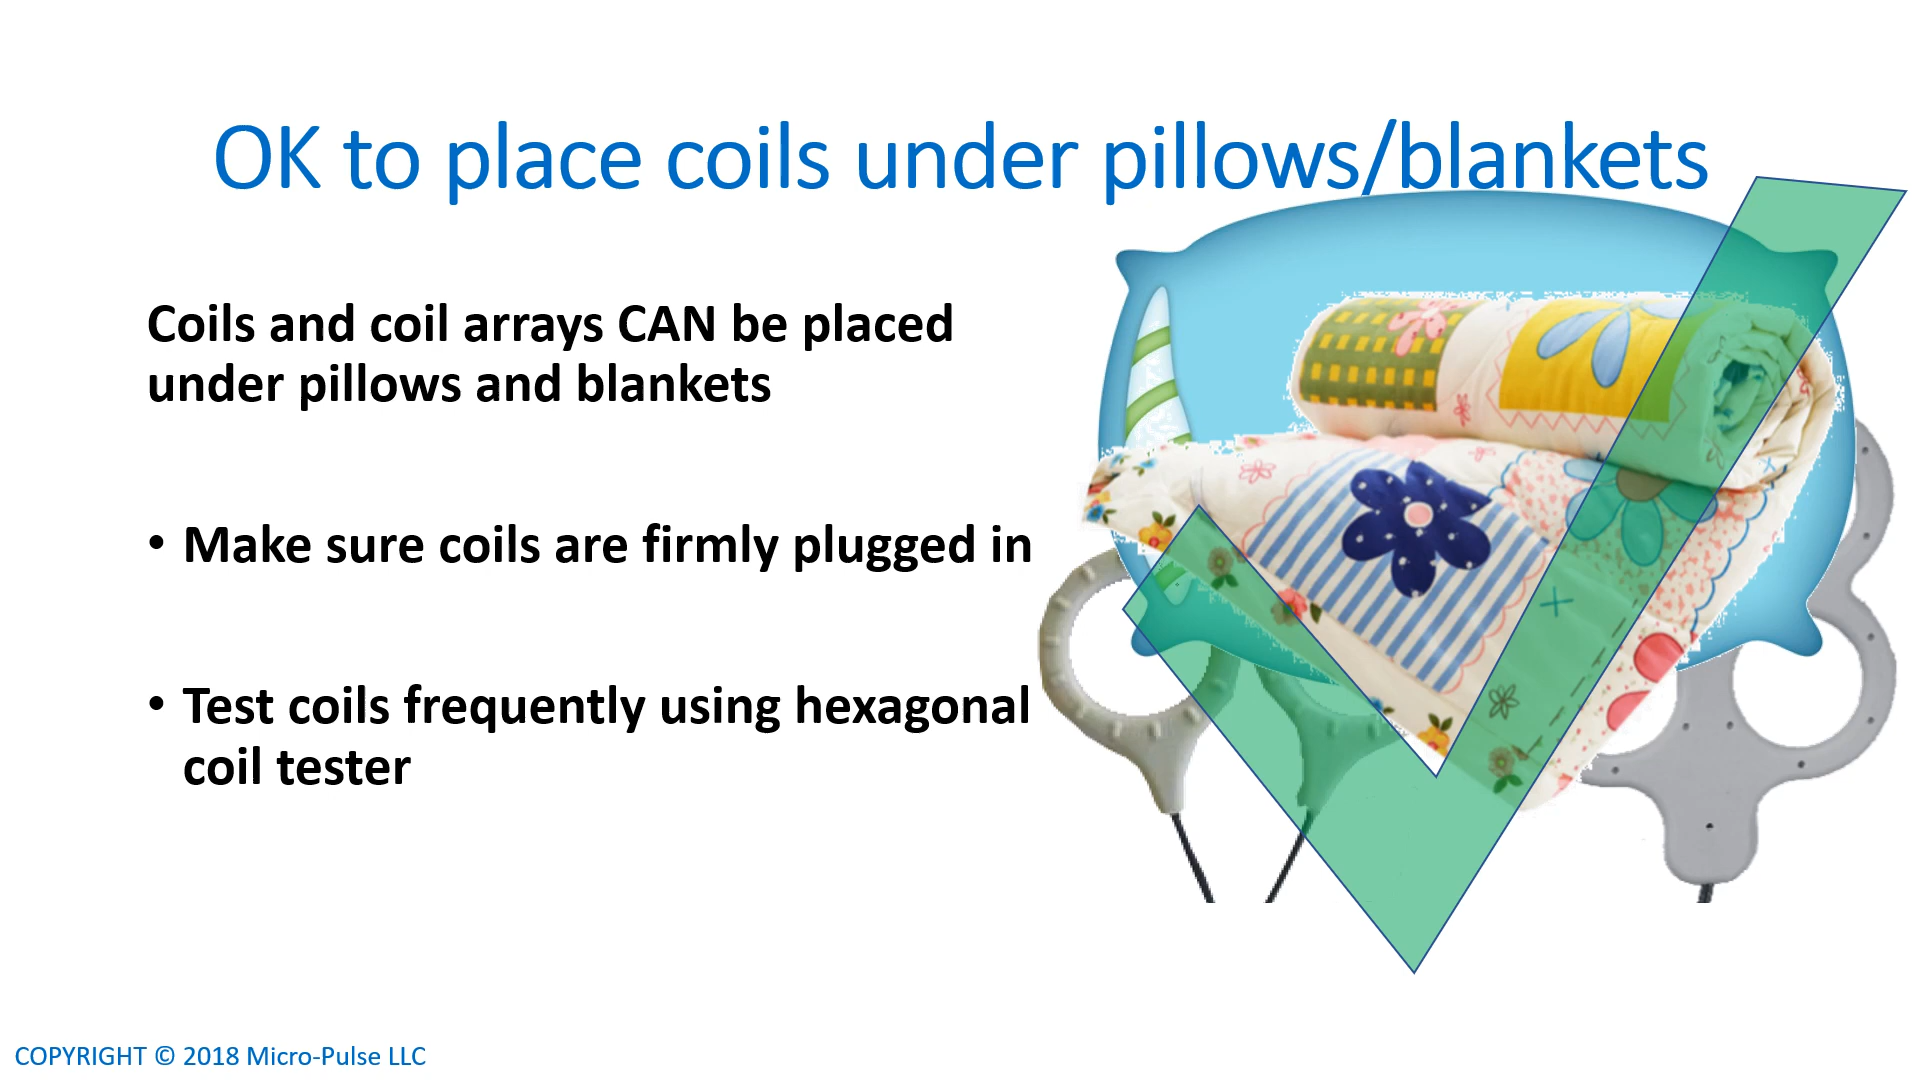 OK to place coils under pillows/blankets
Coils and coil arrays CAN be placed
under pillows and blankets
• Make sure coils are firmly plugged in
• Test coils frequently using hexagonal
coil tester
COPYRIGHT © 2018 Micro-Pulse LLC